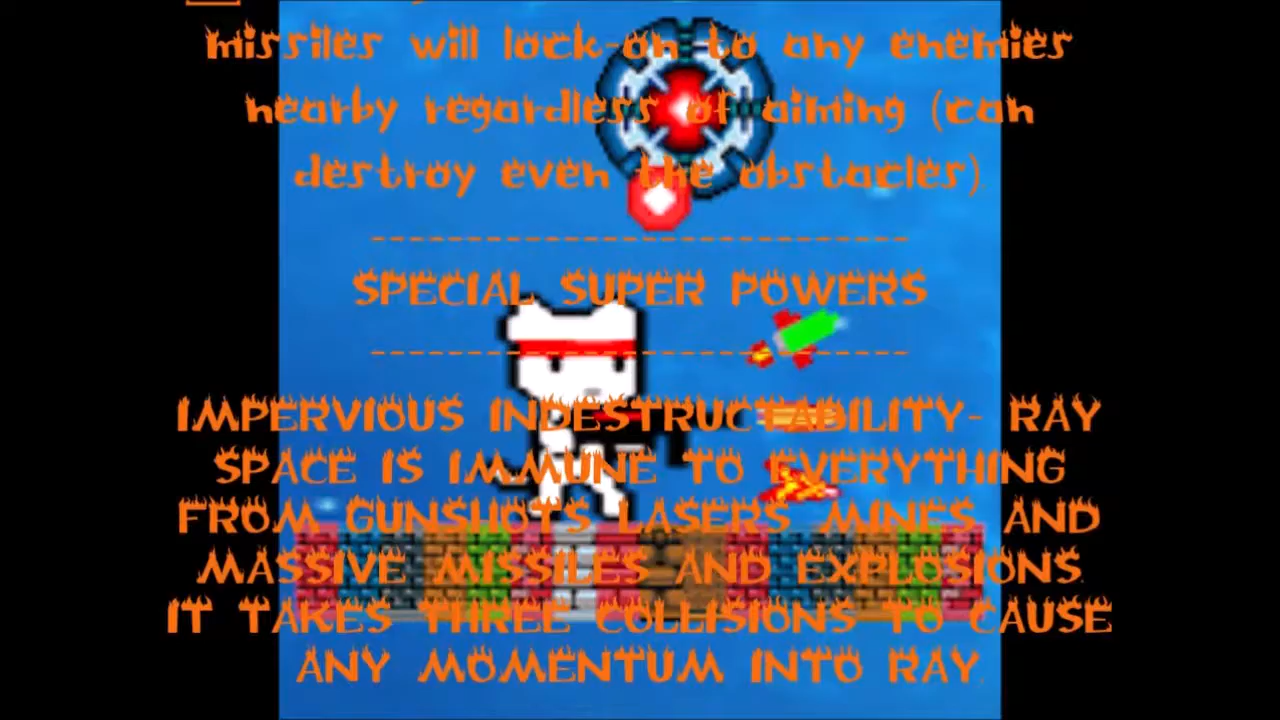 missiles will lock-on to any enemies
nearby regardless of aiming (can
destroy even the obstacles).
----------------------------
SPECIAL SUPER POWERS
----------------------------
IMPERVIOUS INDESTRUCTABILITY- RAY
SPACE IS IMMUNE TO EVERYTHING
FROM GUNSHOTS LASERS MINES AND
MASSIVE MISSILES AND EXPLOSIONS.
IT TAKES THREE COLLISIONS TO CAUSE
ANY MOMENTUM INTO RAY.